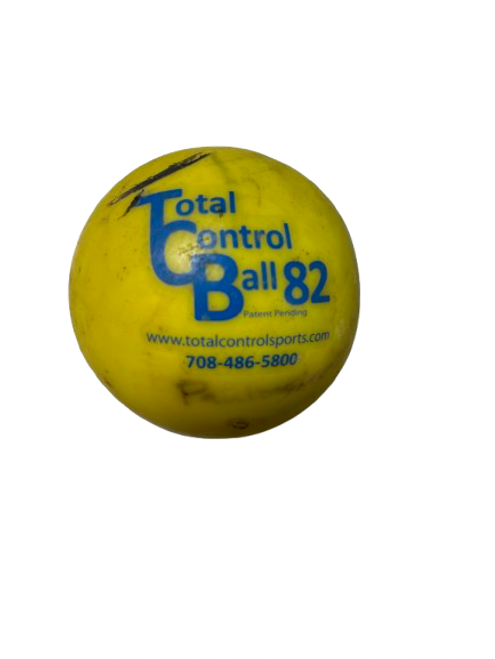 Total
Control
Ball 82
Patent Pending
www.totalcontrolsports.com
708-486-5800